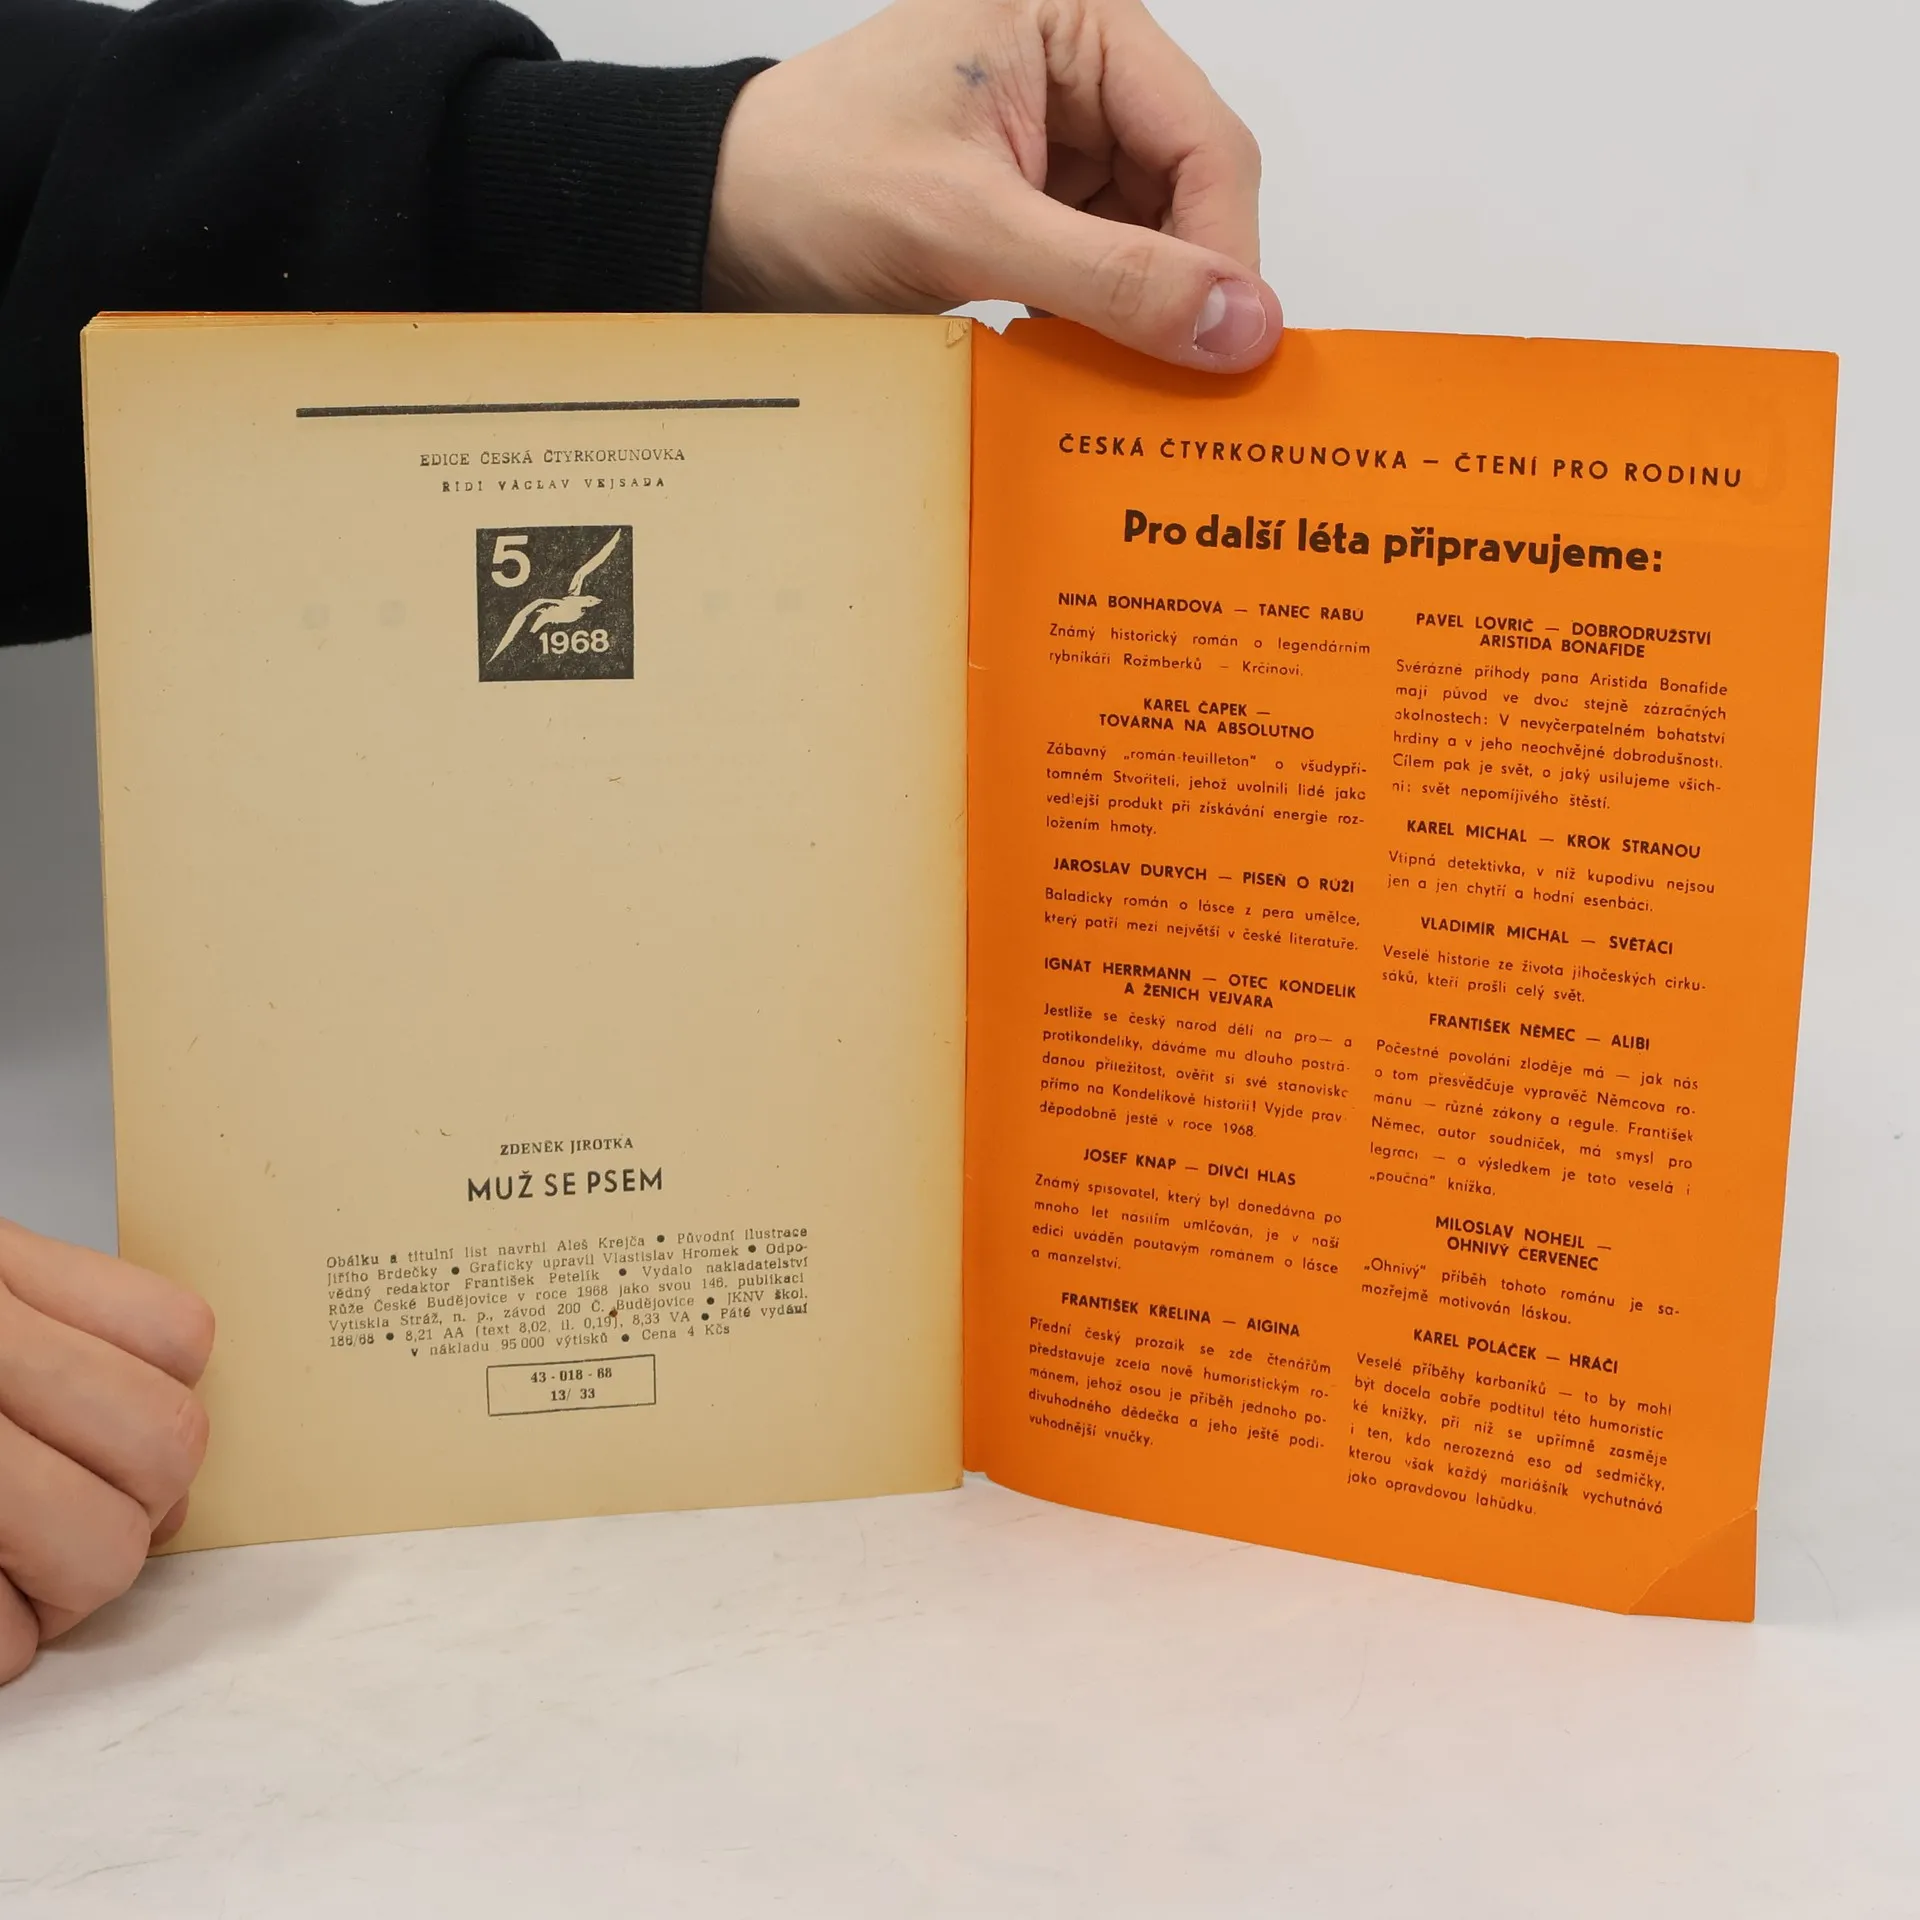 EDICE ČESKÁ ČTYRKORUNOVKA
ŘÍDÍ VÁCLAV VEJSADA
5
1968
ZDENĚK JIROTKA
MUŽ SE PSEM
Obálku a titulní list navrhl Aleš Krejča ● Původní ilustrace
Jiřího Brdečky ● Graficky upravil Vlastislav Hromek ● Odpo-
vědný redaktor František Petelík ● Vydalo nakladatelství
Růže České Budějovice v roce 1968 jako svou 146. publikaci
Vytiskla Stráž, n. p., závod 200 Č. Budějovice ● JKNV škol.
186/68 ● 8,21 AA [text 8,02, il. 0,19], 8,33 VA ● Páté vydání
v nákladu 95 000 výtisků ● Cena 4 Kčs
43 - 018 - 68
13/ 33
ČESKÁ ČTYRKORUNOVKA – ČTENÍ PRO RODINU
Pro další léta připravujeme:
NINA BONHARDOVÁ — TANEC RABŮ
Známý historický román o legendárním
rybníkáři Rožmberků — Krčínovi.
KAREL ČAPEK —
TOVÁRNA NA ABSOLUTNO
Zábavný „román-feuilleton" o všudypří-
tomném Stvořiteli, jehož uvolnili lidé jako
vedlejší produkt při získávání energie roz-
ložením hmoty.
JAROSLAV DURYCH — PÍSEŇ O RŮŽI
Baladický román o lásce z pera umělce,
který patří mezi největší v české literatuře.
IGNÁT HERRMANN — OTEC KONDELÍK
A ŽENICH VEJVARA
Jestliže se český národ dělí na pro— a
protikondelíky, dáváme mu dlouho postrá-
danou příležitost, ověřit si své stanovisko
přímo na Kondelíkově historii! Vyjde prav-
děpodobně ještě v roce 1968.
JOSEF KNAP — DÍVČÍ HLAS
Známý spisovatel, který byl donedávna po
mnoho let násilím umlčován, je v naší
edici uváděn poutavým románem o lásce
a manželství.
FRANTIŠEK KŘELINA — AIGINA
Přední český prozaik se zde čtenářům
představuje zcela nově humoristickým ro-
mánem, jehož osou je příběh jednoho po-
divuhodného dědečka a jeho ještě podi-
vuhodnější vnučky.
PAVEL LOVRIČ — DOBRODRUŽSTVÍ
ARISTIDA BONAFIDE
Svérázné příhody pana Aristida Bonafide
mají původ ve dvou stejně zázračných
okolnostech: V nevyčerpatelném bohatství
hrdiny a v jeho neochvějné dobrodušnosti.
Cílem pak je svět, o jaký usilujeme všich-
ni: svět nepomíjivého štěstí.
KAREL MICHAL — KROK STRANOU
Vtipná detektivka, v níž kupodivu nejsou
jen a jen chytří a hodní esenbáci.
VLADIMÍR MICHAL — SVĚTÁCI
Veselé historie ze života jihočeských cirku-
sáků, kteří prošli celý svět.
FRANTIŠEK NĚMEC — ALIBI
Počestné povolání zloděje má — jak nás
o tom přesvědčuje vypravěč Němcova ro-
mánu — různé zákony a regule. František
Němec, autor soudniček, má smysl pro
legraci — a výsledkem je tato veselá i
„poučná" knížka.
MILOSLAV NOHEJL —
OHNIVÝ ČERVENEC
„Ohnivý" příběh tohoto románu je sa-
mozřejmě motivován láskou.
KAREL POLÁČEK — HRÁČI
Veselé příběhy karbaníků — to by mohl
být docela dobře podtitul této humoristic
ké knížky, při níž se upřímně zasměje
i ten, kdo nerozezná eso od sedmičky,
kterou však každý mariášník vychutnává
jako opravdovou lahůdku.